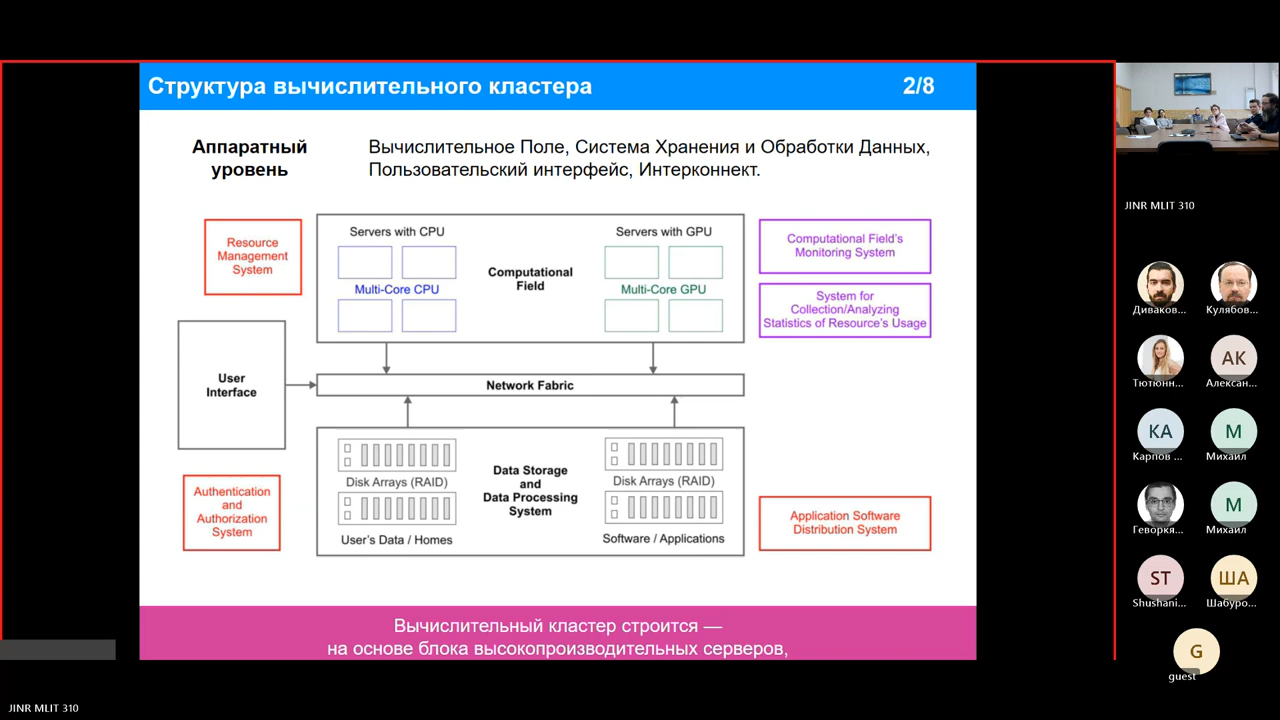 Структура вычислительного кластера
2/8
Аппаратный
уровень
Вычислительное Поле, Система Хранения и Обработки Данных,
Пользовательский интерфейс, Интерконнект.
Resource
Management
System
Servers with CPU
Multi-Core CPU
Computational
Field
Servers with GPU
Multi-Core GPU
Computational Field's
Monitoring System
System for
Collection/Analyzing
Statistics of Resource's Usage
User
Interface
Network Fabric
Authentication
and
Authorization
System
Disk Arrays (RAID)
User's Data / Homes
Data Storage
and
Data Processing
System
Disk Arrays (RAID)
Software / Applications
Application Software
Distribution System
Вычислительный кластер строится —
на основе блока высокопроизводительных серверов,
JINR MLIT 310
Диваков...
Кулябов...
Тютюнн...
АК
Алексан...
КА
Карпов ...
М
Михаил
Геворкя...
М
Михаил
ST
Shushani...
ША
Шабуро...
G
guest
JINR MLIT 310